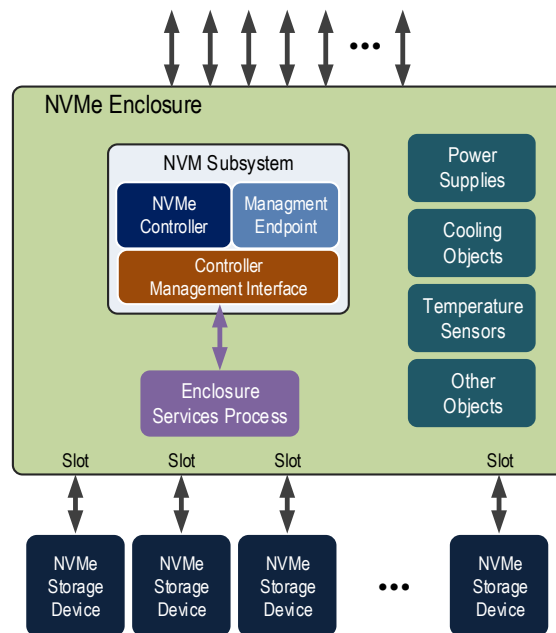 •••
NVMe Enclosure
NVM Subsystem
NVMe
Controller
Managment
Endpoint
Controller
Management Interface
Enclosure
Services Process
Power
Supplies
Cooling
Objects
Temperature
Sensors
Other
Objects
Slot
Slot
Slot
Slot
NVMe
Storage
Device
NVMe
Storage
Device
NVMe
Storage
Device
•••
NVMe
Storage
Device